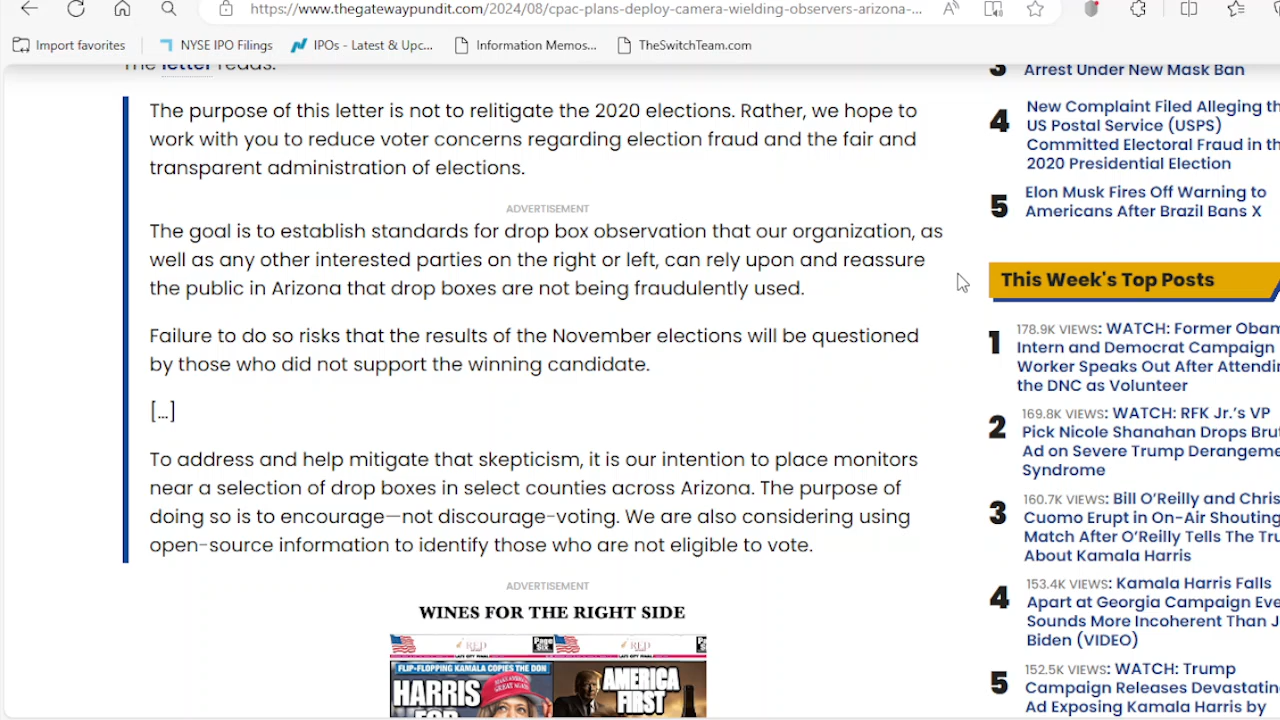 https://www.thegatewaypundit.com/2024/08/cpac-plans-deploy-camera-wielding-observers-arizona-...
Import favorites
NYSE IPO Filings
IPOs - Latest & Upc...
Information Memos...
TheSwitchTeam.com
The letter reads:
The purpose of this letter is not to relitigate the 2020 elections. Rather, we hope to
work with you to reduce voter concerns regarding election fraud and the fair and
transparent administration of elections.
ADVERTISEMENT
The goal is to establish standards for drop box observation that our organization, as
well as any other interested parties on the right or left, can rely upon and reassure
the public in Arizona that drop boxes are not being fraudulently used.
Failure to do so risks that the results of the November elections will be questioned
by those who did not support the winning candidate.
[...]
To address and help mitigate that skepticism, it is our intention to place monitors
near a selection of drop boxes in select counties across Arizona. The purpose of
doing so is to encourage—not discourage-voting. We are also considering using
open-source information to identify those who are not eligible to vote.
ADVERTISEMENT
WINES FOR THE RIGHT SIDE
FLIP-FLOPPING KAMALA COPIES THE DON
HARRIS
FOR
AMERICA
FIRST
3
Arrest Under New Mask Ban
4
New Complaint Filed Alleging th
US Postal Service (USPS)
Committed Electoral Fraud in th
2020 Presidential Election
5
Elon Musk Fires Off Warning to
Americans After Brazil Bans X
This Week's Top Posts
1
178.9K VIEWS: WATCH: Former Obam
Intern and Democrat Campaign
Worker Speaks Out After Attendin
the DNC as Volunteer
2
169.8K VIEWS: WATCH: RFK Jr.'s VP
Pick Nicole Shanahan Drops Brut
Ad on Severe Trump Derangeme
Syndrome
3
160.7K VIEWS: Bill O'Reilly and Chris
Cuomo Erupt in On-Air Shouting
Match After O'Reilly Tells The Tru
About Kamala Harris
4
153.4K VIEWS: Kamala Harris Falls
Apart at Georgia Campaign Eve
Sounds More Incoherent Than J
Biden (VIDEO)
5
152.5K VIEWS: WATCH: Trump
Campaign Releases Devastatin
Ad Exposing Kamala Harris by